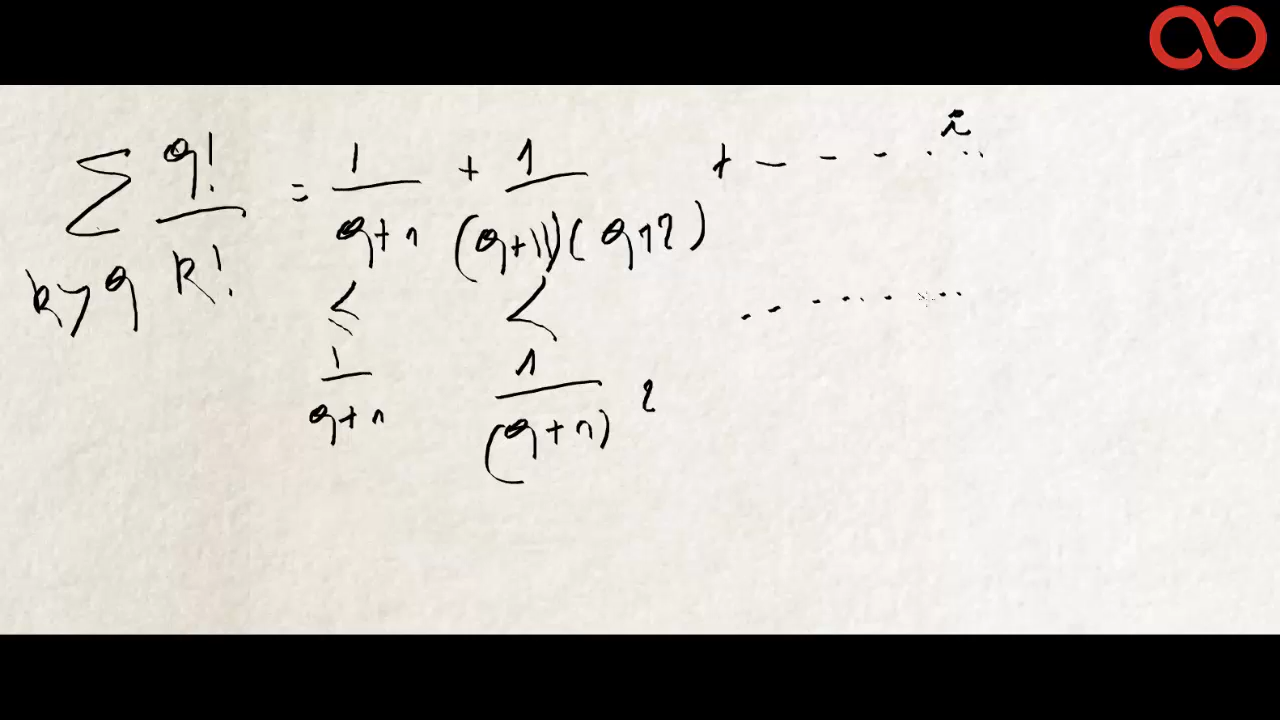 ∑ q!/k! = 1/(q+1) + 1/((q+1)(q+2)) + - - - . . .
k>q
< <
1/(q+1) 1/(q+1)²